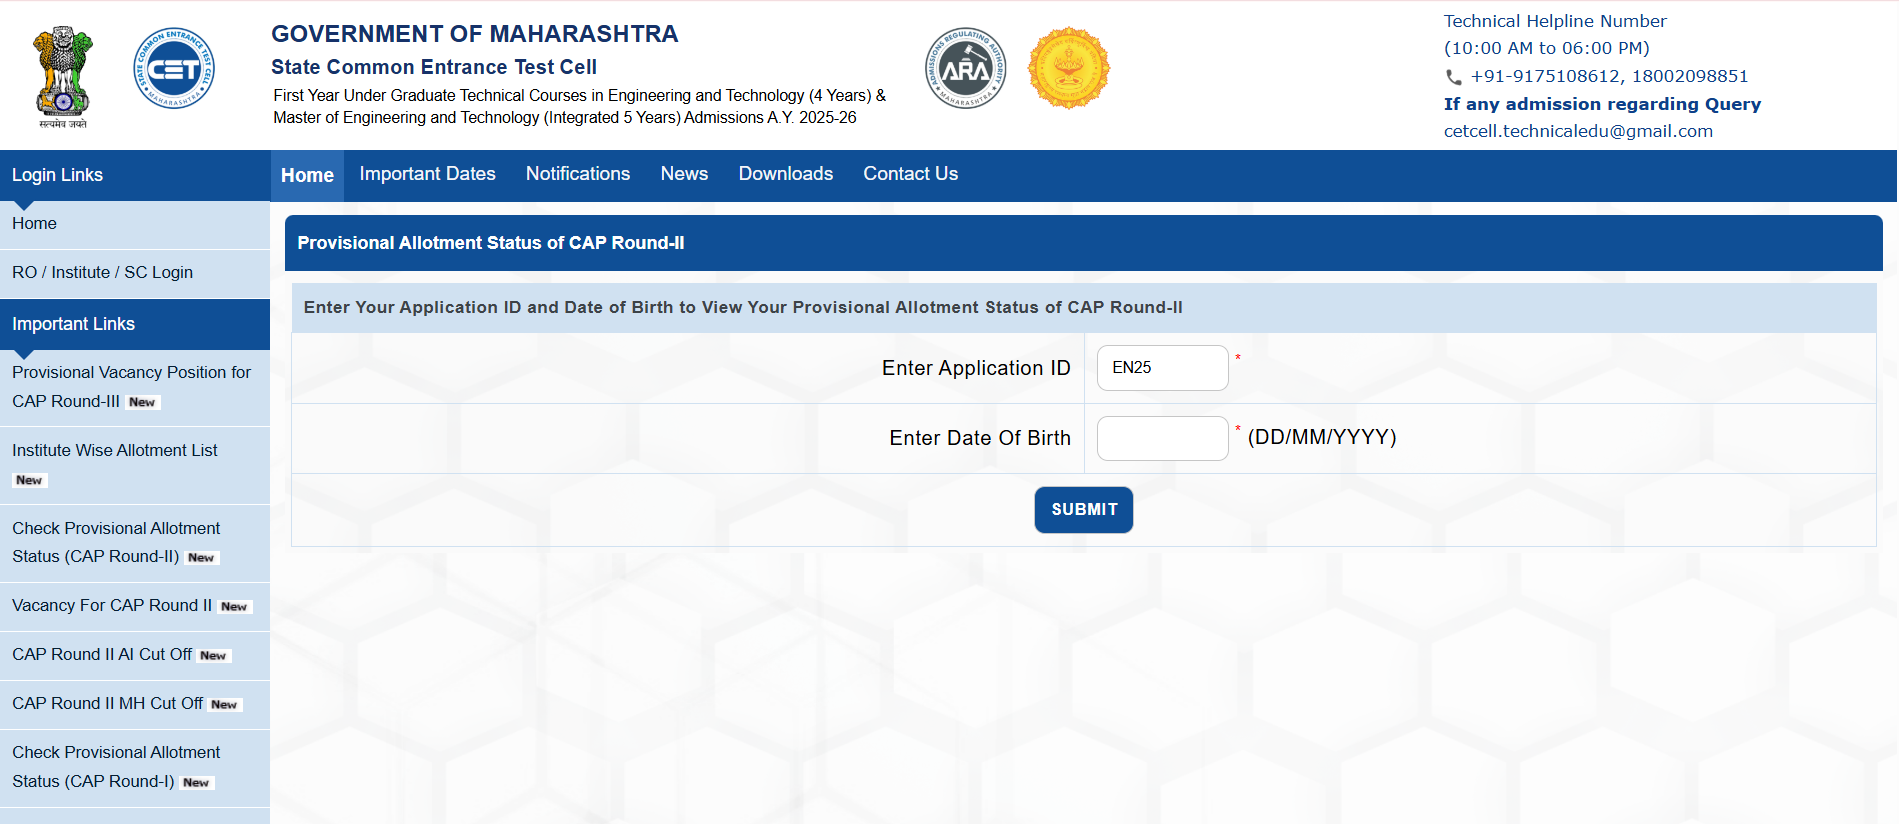 सत्यमेव जयते
STATE COMMON ENTRANCE TEST CELL
CET
MAHARASHTRA
GOVERNMENT OF MAHARASHTRA
State Common Entrance Test Cell
First Year Under Graduate Technical Courses in Engineering and Technology (4 Years) &
Master of Engineering and Technology (Integrated 5 Years) Admissions A.Y. 2025-26
ADMISSIONS REGULATING AUTHORITY
ARA
MAHARASHTRA
Technical Helpline Number
(10:00 AM to 06:00 PM)
+91-9175108612, 18002098851
If any admission regarding Query
cetcell.technicaledu@gmail.com
Home Important Dates Notifications News Downloads Contact Us
Login Links
Home
RO / Institute / SC Login
Important Links
Provisional Vacancy Position for
CAP Round-III New
Institute Wise Allotment List
New
Check Provisional Allotment
Status (CAP Round-II) New
Vacancy For CAP Round II New
CAP Round II AI Cut Off New
CAP Round II MH Cut Off New
Check Provisional Allotment
Status (CAP Round-I) New
Provisional Allotment Status of CAP Round-II
Enter Your Application ID and Date of Birth to View Your Provisional Allotment Status of CAP Round-II
Enter Application ID EN25 *
Enter Date Of Birth * (DD/MM/YYYY)
SUBMIT